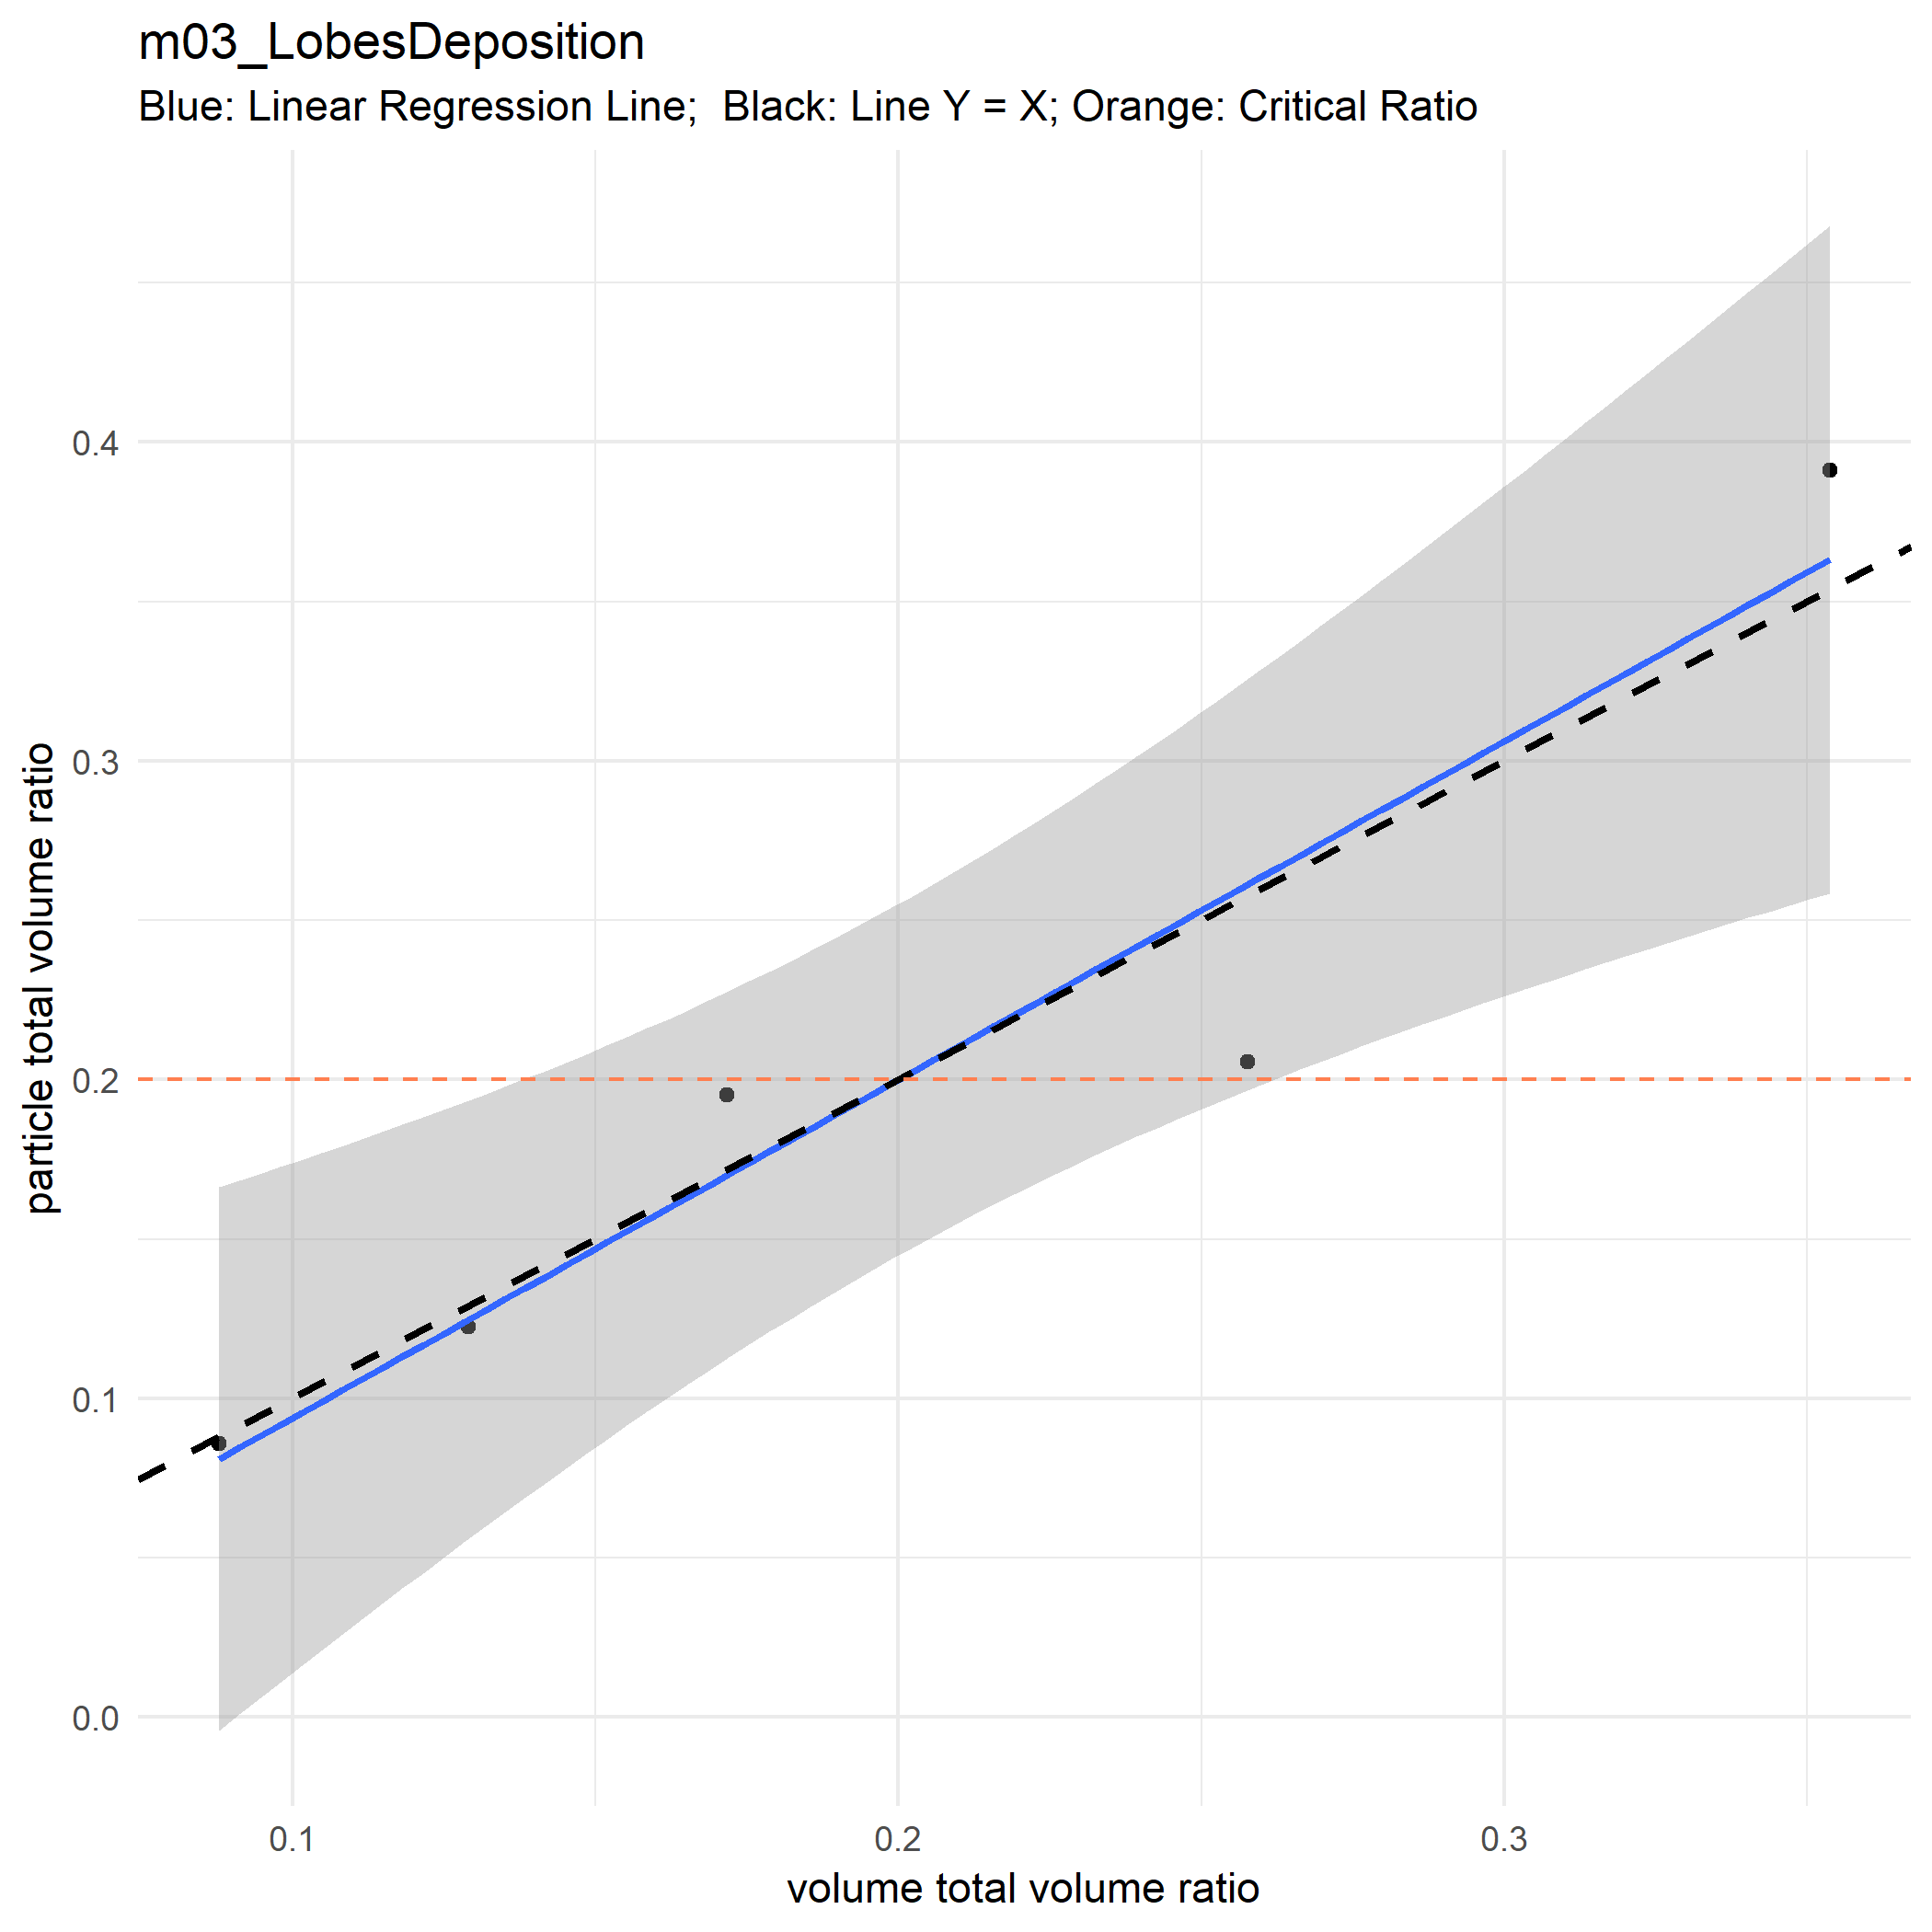 m03_LobesDeposition
Blue: Linear Regression Line;  Black: Line Y = X; Orange: Critical Ratio
particle total volume ratio
0.4
0.3
0.2
0.1
0.0
0.1
0.2
0.3
volume total volume ratio